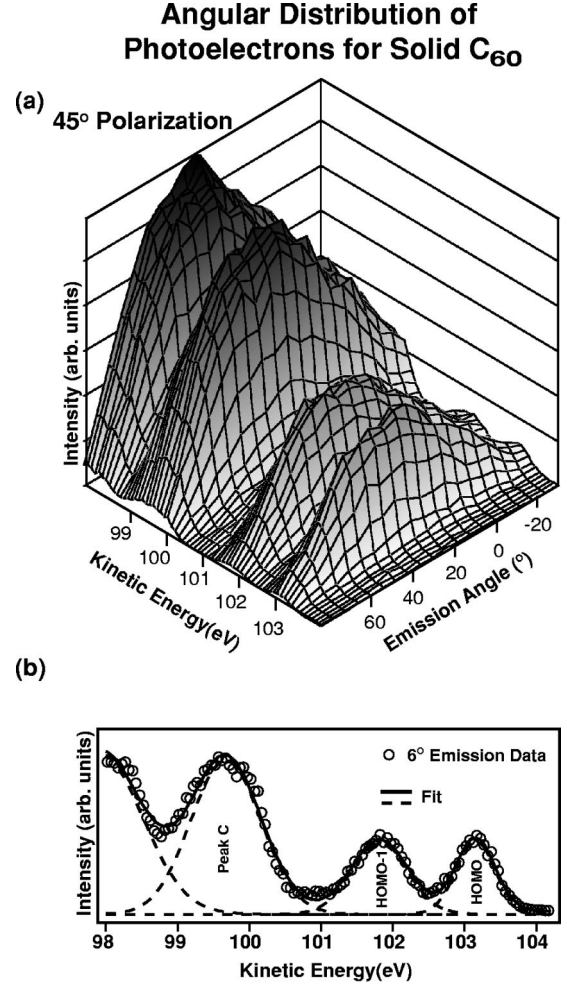 Angular Distribution of
Photoelectrons for Solid C60
(a)
45º Polarization
Intensity (arb. units)
99
100
101
102
103
Kinetic Energy(eV)
-20
0
20
40
60
Emission Angle (º)
(b)
Intensity (arb. units)
6º Emission Data
Fit
Peak C
HOMO-1
HOMO
98 99 100 101 102 103 104
Kinetic Energy(eV)